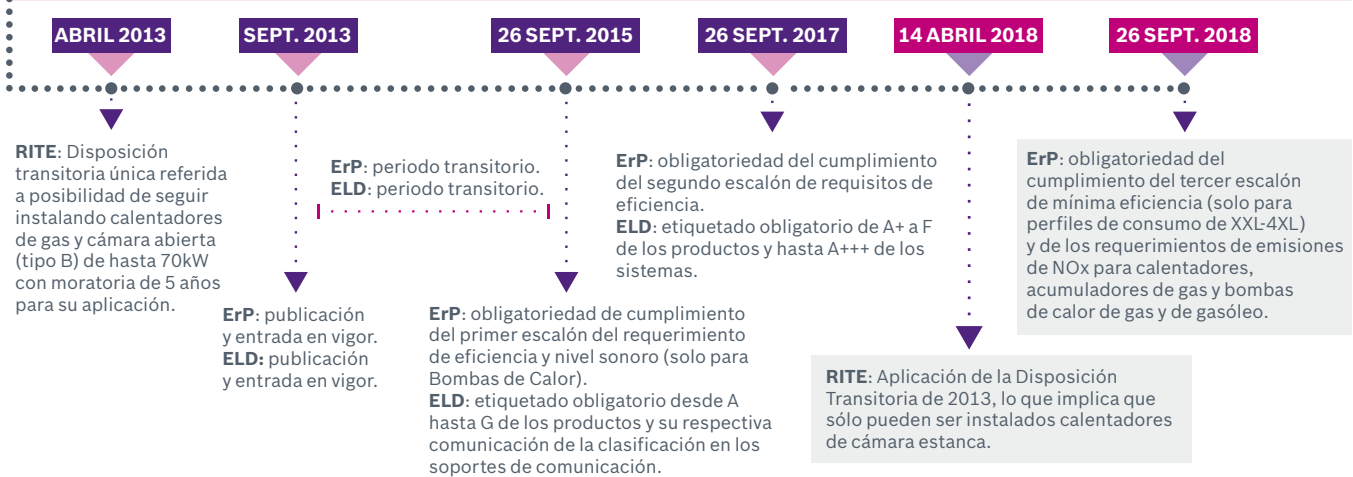 ABRIL 2013
SEPT. 2013
26 SEPT. 2015
26 SEPT. 2017
14 ABRIL 2018
26 SEPT. 2018
RITE: Disposición
transitoria única referida
a posibilidad de seguir
instalando calentadores
de gas y cámara abierta
(tipo B) de hasta 70kW
con moratoria de 5 años
para su aplicación.
ErP: publicación
y entrada en vigor.
ELD: publicación
y entrada en vigor.
ErP: periodo transitorio.
ELD: periodo transitorio.
ErP: obligatoriedad de cumplimiento
del primer escalón del requerimiento
de eficiencia y nivel sonoro (solo para
Bombas de Calor).
ELD: etiquetado obligatorio desde A
hasta G de los productos y su respectiva
comunicación de la clasificación en los
soportes de comunicación.
ErP: obligatoriedad del cumplimiento
del segundo escalón de requisitos de
eficiencia.
ELD: etiquetado obligatorio de A+ a F
de los productos y hasta A+++ de los
sistemas.
RITE: Aplicación de la Disposición
Transitoria de 2013, lo que implica que
sólo pueden ser instalados calentadores
de cámara estanca.
ErP: obligatoriedad del
cumplimiento del tercer escalón
de mínima eficiencia (solo para
perfiles de consumo de XXL-4XL)
y de los requerimientos de emisiones
de NOx para calentadores,
acumuladores de gas y bombas
de calor de gas y de gasóleo.